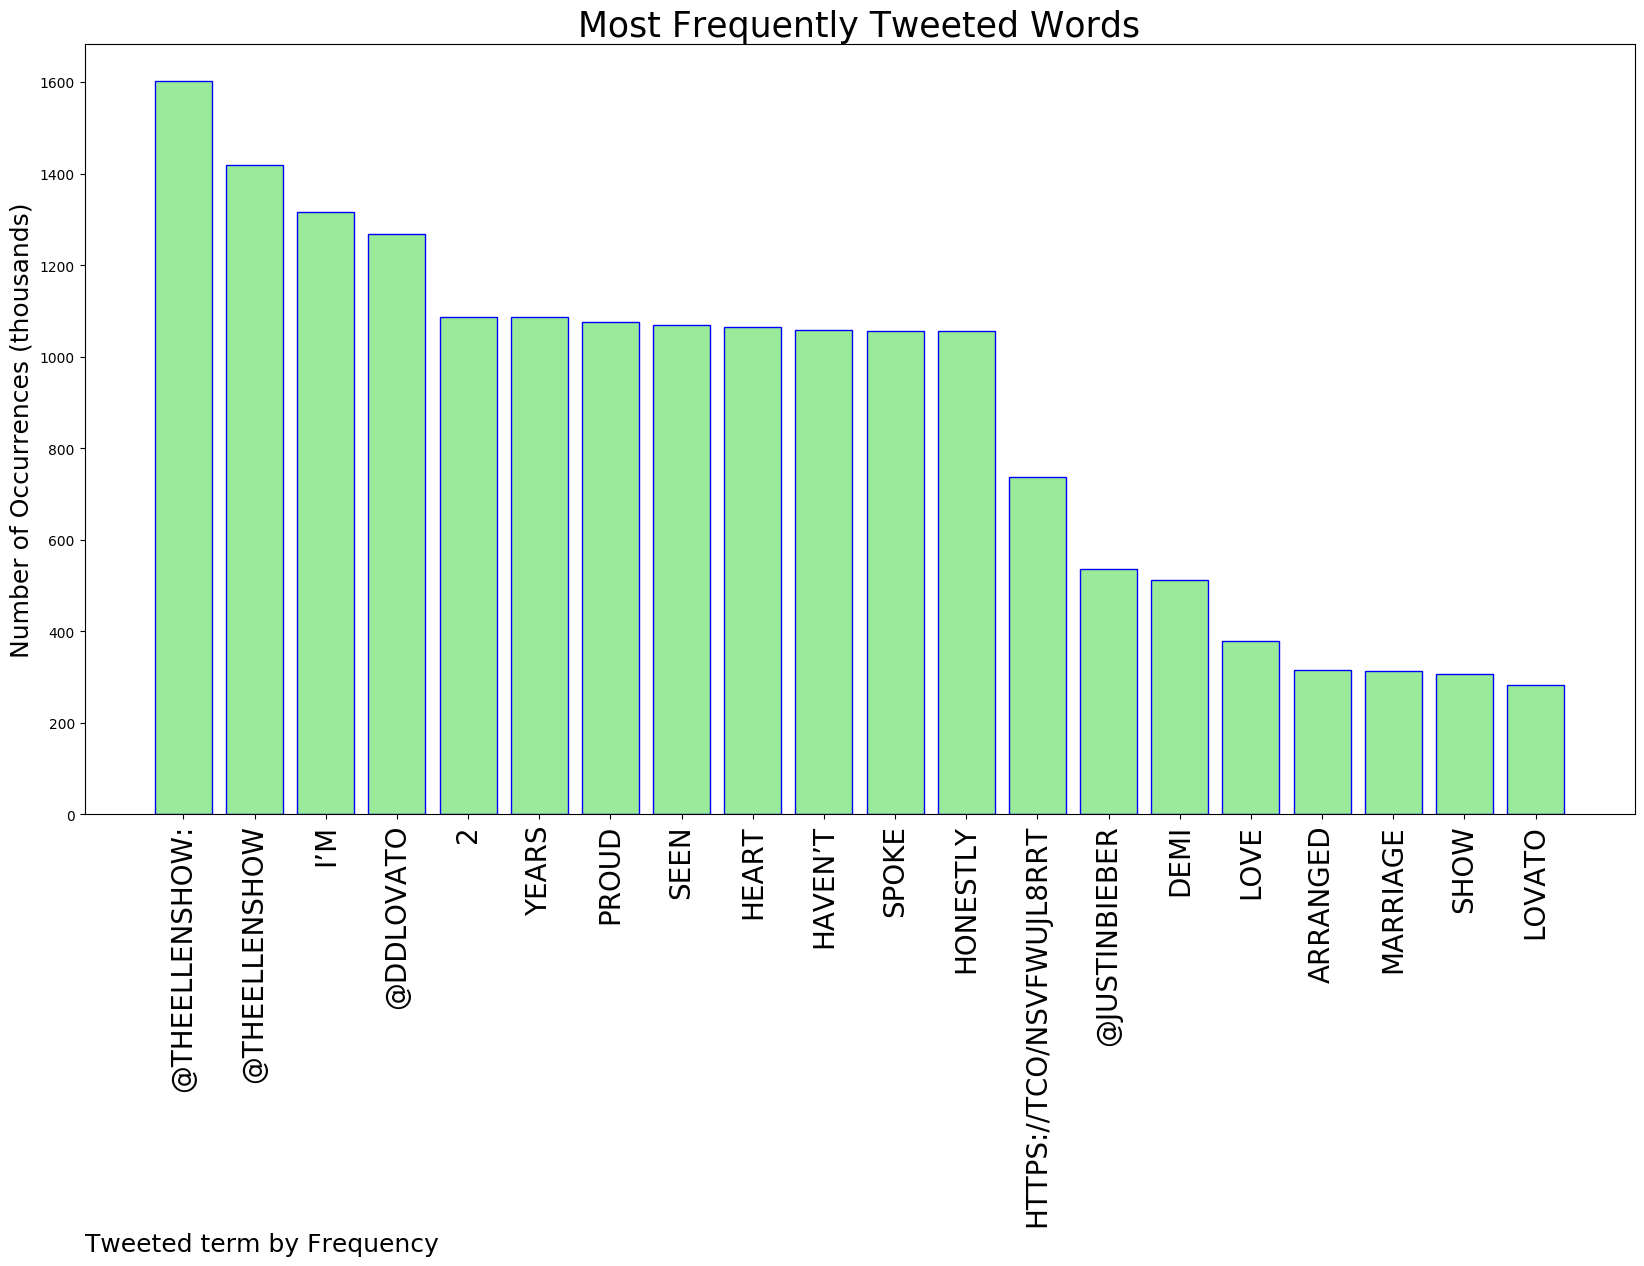 Most Frequently Tweeted Words
Number of Occurrences (thousands)
1600
1400
1200
1000
800
600
400
200
0
@THEELLENSHOW:
@THEELLENSHOW
I’M
@DDLOVATO
2
YEARS
PROUD
SEEN
HEART
HAVEN’T
SPOKE
HONESTLY
HTTPS://TCO/NSVFWUJL8RRT
@JUSTINBIEBER
DEMI
LOVE
ARRANGED
MARRIAGE
SHOW
LOVATO
Tweeted term by Frequency